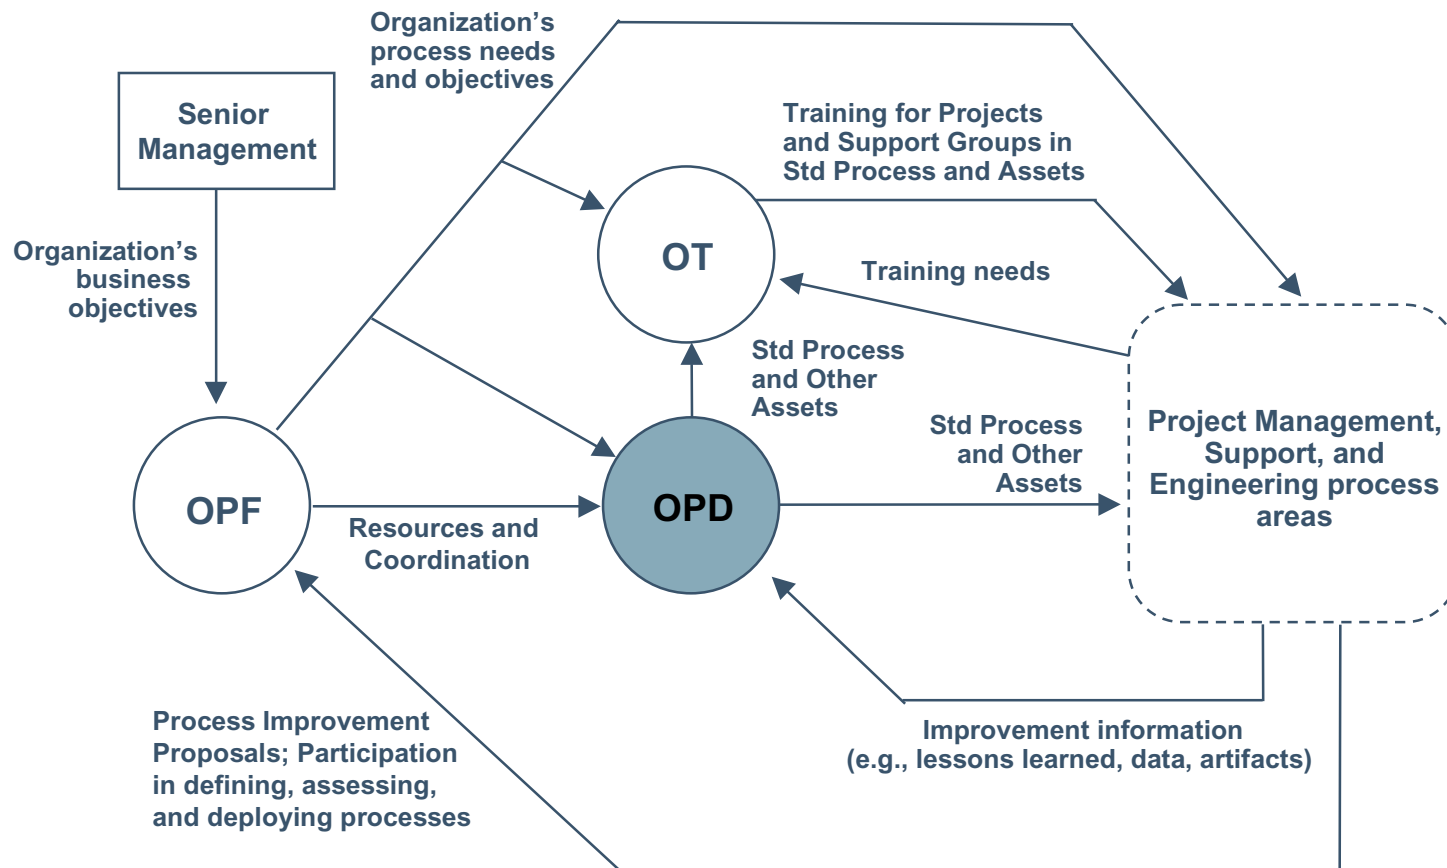 Organization’s
process needs
and objectives
Senior
Management
Training for Projects
and Support Groups in
Std Process and Assets
Organization’s
business
objectives
OT
Training needs
Std Process
and Other
Assets
Std Process
and Other
Assets
Project Management,
Support, and
Engineering process
areas
OPF
OPD
Resources and
Coordination
Process Improvement
Proposals; Participation
in defining, assessing,
and deploying processes
Improvement information
(e.g., lessons learned, data, artifacts)